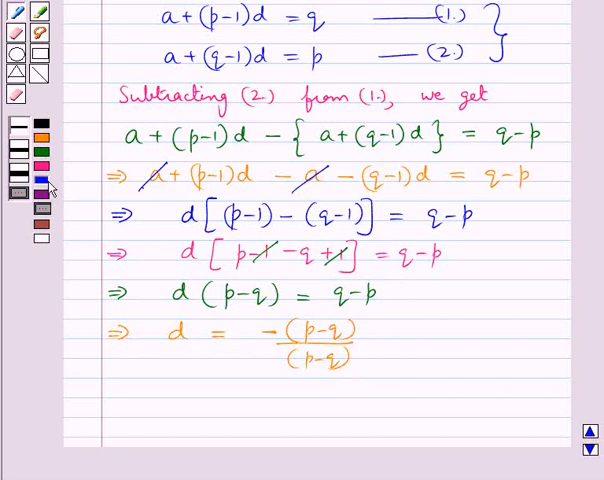 a + (p-1)d = q —— (1.)
a + (q-1)d = p —— (2.)
Subtracting (2.) from (1.), we get
a + (p-1)d - { a + (q-1)d } = q-p
⇒ a + (p-1)d - a - (q-1)d = q-p
⇒ d[(p-1) - (q-1)] = q-p
⇒ d[p-1-q+1] = q-p
⇒ d(p-q) = q-p
⇒ d = -(p-q)/(p-q)